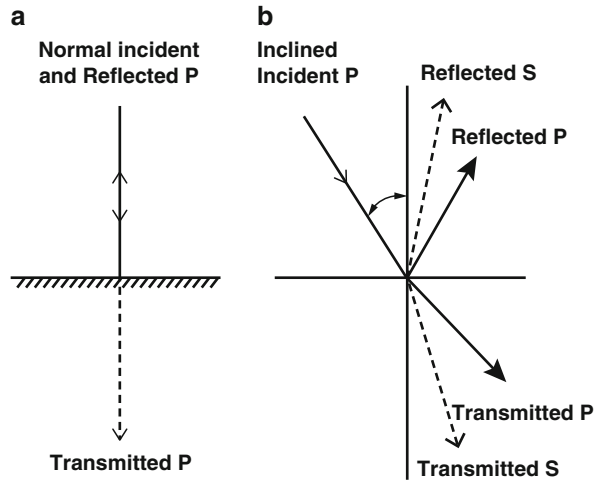 a
Normal incident
and Reflected P
Transmitted P
b
Inclined
Incident P
Reflected S
Reflected P
Transmitted P
Transmitted S